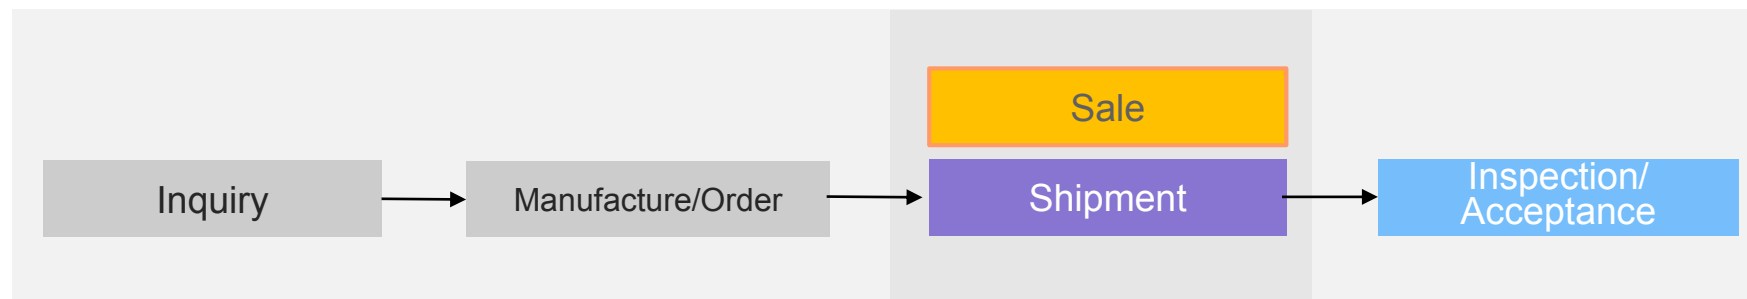 Sale
Inquiry
Manufacture/Order
Shipment
Inspection/
Acceptance